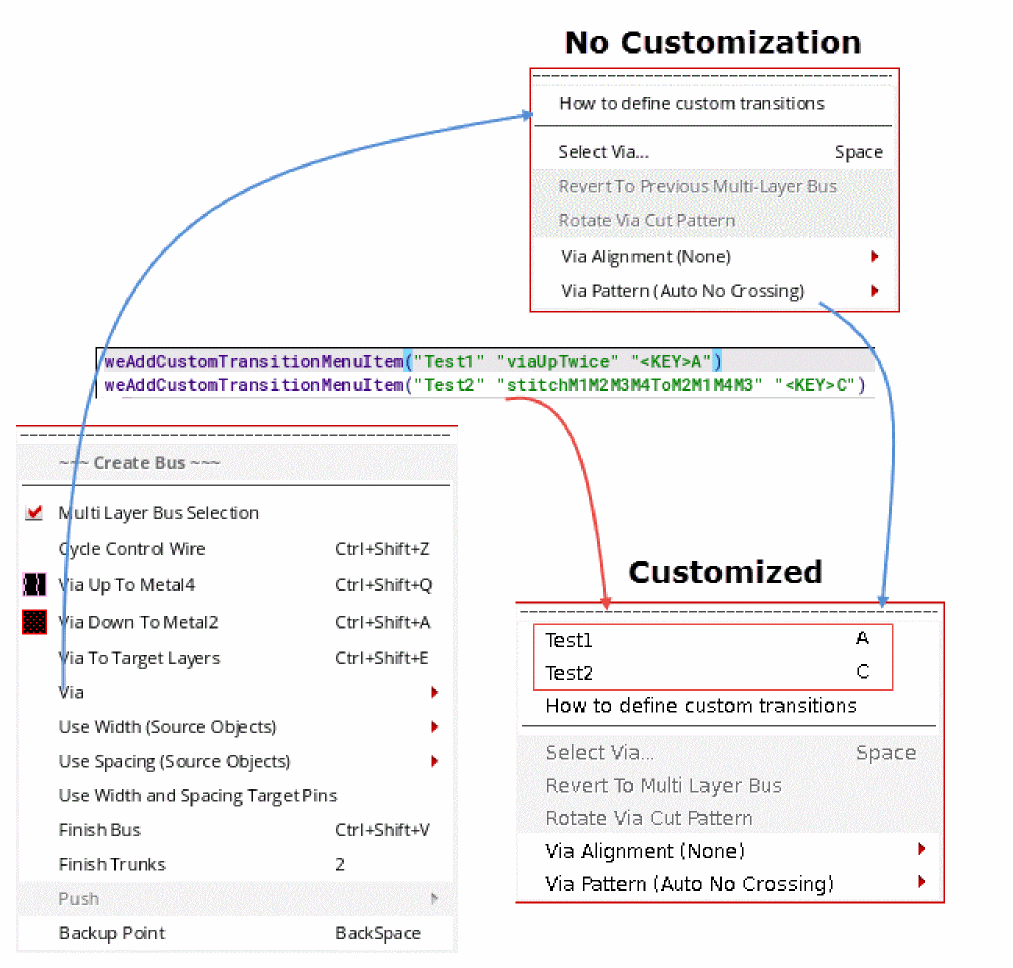 No Customization
How to define custom transitions
Select Via... Space
Revert To Previous Multi-Layer Bus
Rotate Via Cut Pattern
Via Alignment (None)
Via Pattern (Auto No Crossing)
weAddCustomTransitionMenuItem("Test1" "viaUpTwice" "<KEY>A")
weAddCustomTransitionMenuItem("Test2" "stitchM1M2M3M4ToM2M1M4M3" "<KEY>C")
~~~ Create Bus ~~~
Multi Layer Bus Selection
Cycle Control Wire Ctrl+Shift+Z
Via Up To Metal4 Ctrl+Shift+Q
Via Down To Metal2 Ctrl+Shift+A
Via To Target Layers Ctrl+Shift+E
Via
Use Width (Source Objects)
Use Spacing (Source Objects)
Use Width and Spacing Target Pins
Finish Bus Ctrl+Shift+V
Finish Trunks 2
Push
Backup Point BackSpace
Customized
Test1 A
Test2 C
How to define custom transitions
Select Via... Space
Revert To Multi Layer Bus
Rotate Via Cut Pattern
Via Alignment (None)
Via Pattern (Auto No Crossing)